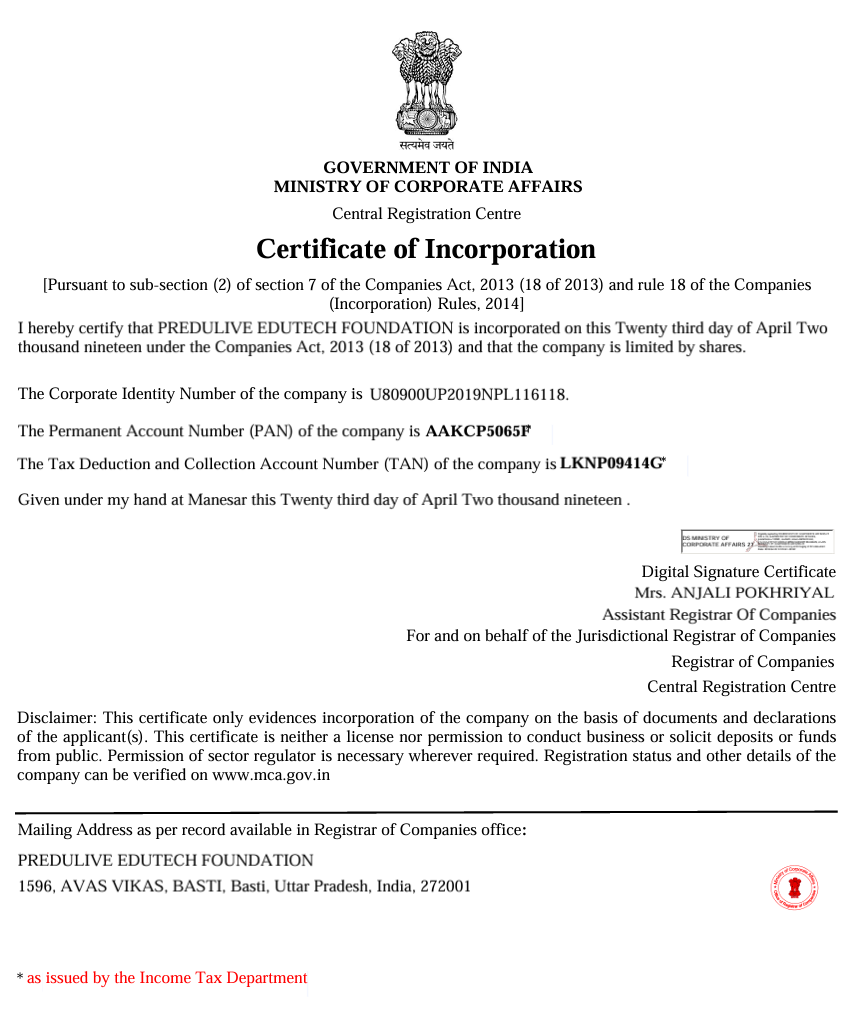 सत्यमेव जयते
GOVERNMENT OF INDIA
MINISTRY OF CORPORATE AFFAIRS
Central Registration Centre
Certificate of Incorporation
[Pursuant to sub-section (2) of section 7 of the Companies Act, 2013 (18 of 2013) and rule 18 of the Companies
(Incorporation) Rules, 2014]
I hereby certify that PREDULIVE EDUTECH FOUNDATION is incorporated on this Twenty third day of April Two
thousand nineteen under the Companies Act, 2013 (18 of 2013) and that the company is limited by shares.
The Corporate Identity Number of the company is U80900UP2019NPL116118.
The Permanent Account Number (PAN) of the company is AAKCP5065F*
The Tax Deduction and Collection Account Number (TAN) of the company is LKNP09414G*
Given under my hand at Manesar this Twenty third day of April Two thousand nineteen .
DS MINISTRY OF
CORPORATE AFFAIRS
Digital Signature Certificate
Mrs. ANJALI POKHRIYAL
Assistant Registrar Of Companies
For and on behalf of the Jurisdictional Registrar of Companies
Registrar of Companies
Central Registration Centre
Disclaimer: This certificate only evidences incorporation of the company on the basis of documents and declarations
of the applicant(s). This certificate is neither a license nor permission to conduct business or solicit deposits or funds
from public. Permission of sector regulator is necessary wherever required. Registration status and other details of the
company can be verified on www.mca.gov.in
Mailing Address as per record available in Registrar of Companies office:
PREDULIVE EDUTECH FOUNDATION
1596, AVAS VIKAS, BASTI, Basti, Uttar Pradesh, India, 272001
Ministry of Corporate Affairs
Office of Registrar of Companies
* as issued by the Income Tax Department